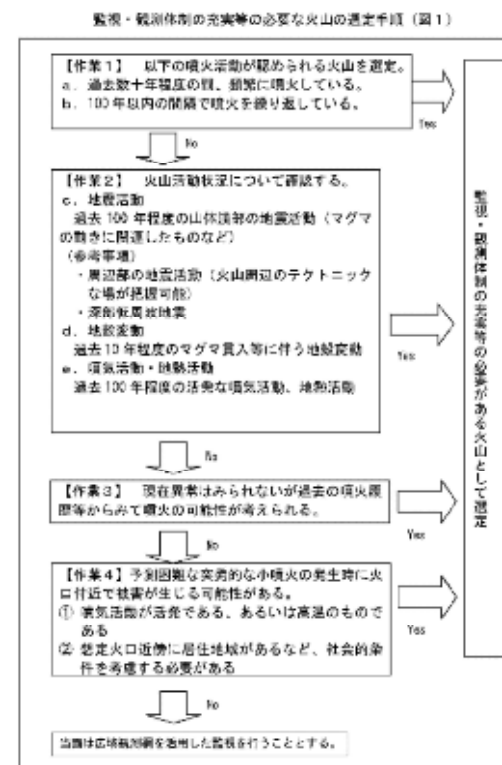 監視・観測体制の充実等の必要な火山の選定手順（図１）
【作業１】　以下の噴火活動が認められる火山を選定。
a．過去数十年程度の間、頻繁に噴火している。
b．100年以内の間隔で噴火を繰り返している。
Yes
No
【作業２】　火山活動状況について確認する。
c．地震活動
過去 100 年程度の山体浅部の地震活動（マグマ
の動きに関連したものなど）
（参考事項）
・周辺部の地震活動（火山周辺のテクトニック
な場が把握可能）
・深部低周波地震
d．地殻変動
過去 10 年程度のマグマ貫入等に伴う地殻変動
e．噴気活動・地熱活動
過去 100 年程度の活発な噴気活動、地熱活動
Yes
No
【作業３】　現在異常はみられないが過去の噴火履
歴等からみて噴火の可能性が考えられる。
Yes
No
【作業４】予測困難な突発的な小噴火の発生時に火
口付近で被害が生じる可能性がある。
① 噴気活動が活発である、あるいは高温のもので
ある
② 想定火口近傍に居住地域があるなど、社会的条
件を考慮する必要がある
Yes
No
当面は広域観測網を活用した監視を行うこととする。
監視・観測体制の充実等の必要がある火山として選定